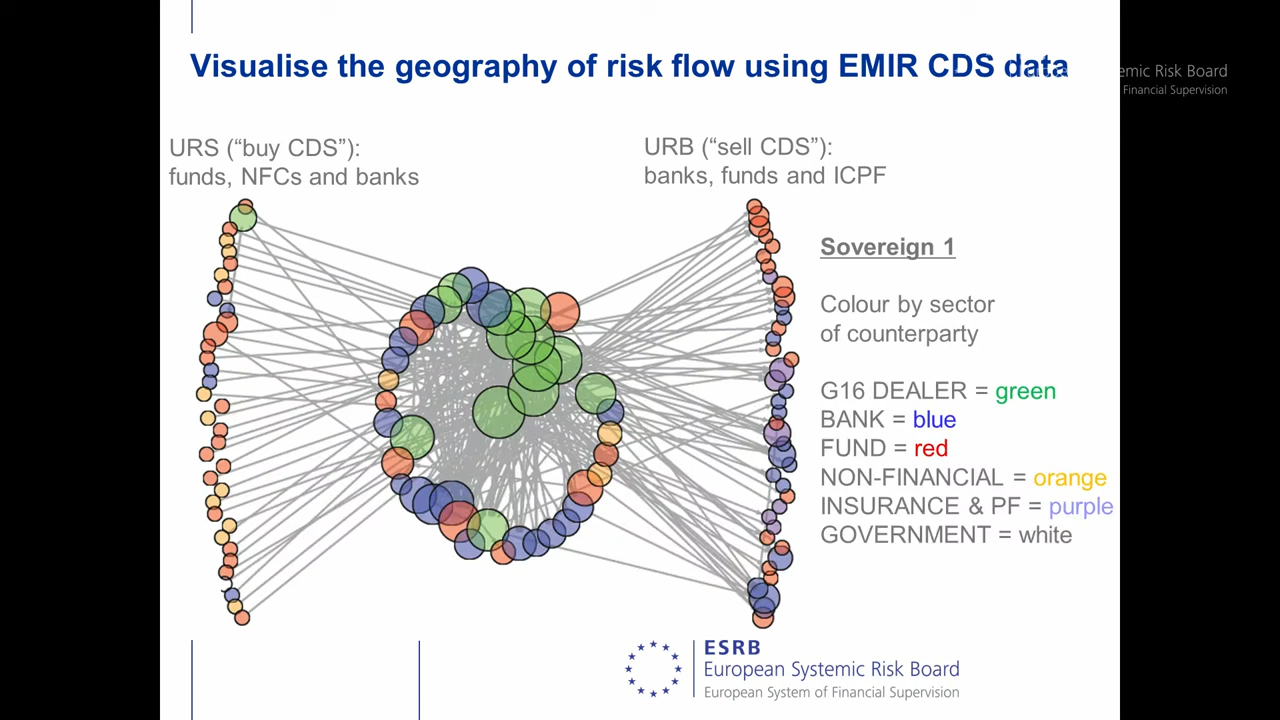 Visualise the geography of risk flow using EMIR CDS data
emic Risk Board
Financial Supervision
URS (“buy CDS”):
funds, NFCs and banks
URB (“sell CDS”):
banks, funds and ICPF
Sovereign 1
Colour by sector
of counterparty
G16 DEALER = green
BANK = blue
FUND = red
NON-FINANCIAL = orange
INSURANCE & PF = purple
GOVERNMENT = white
ESRB
European Systemic Risk Board
European System of Financial Supervision